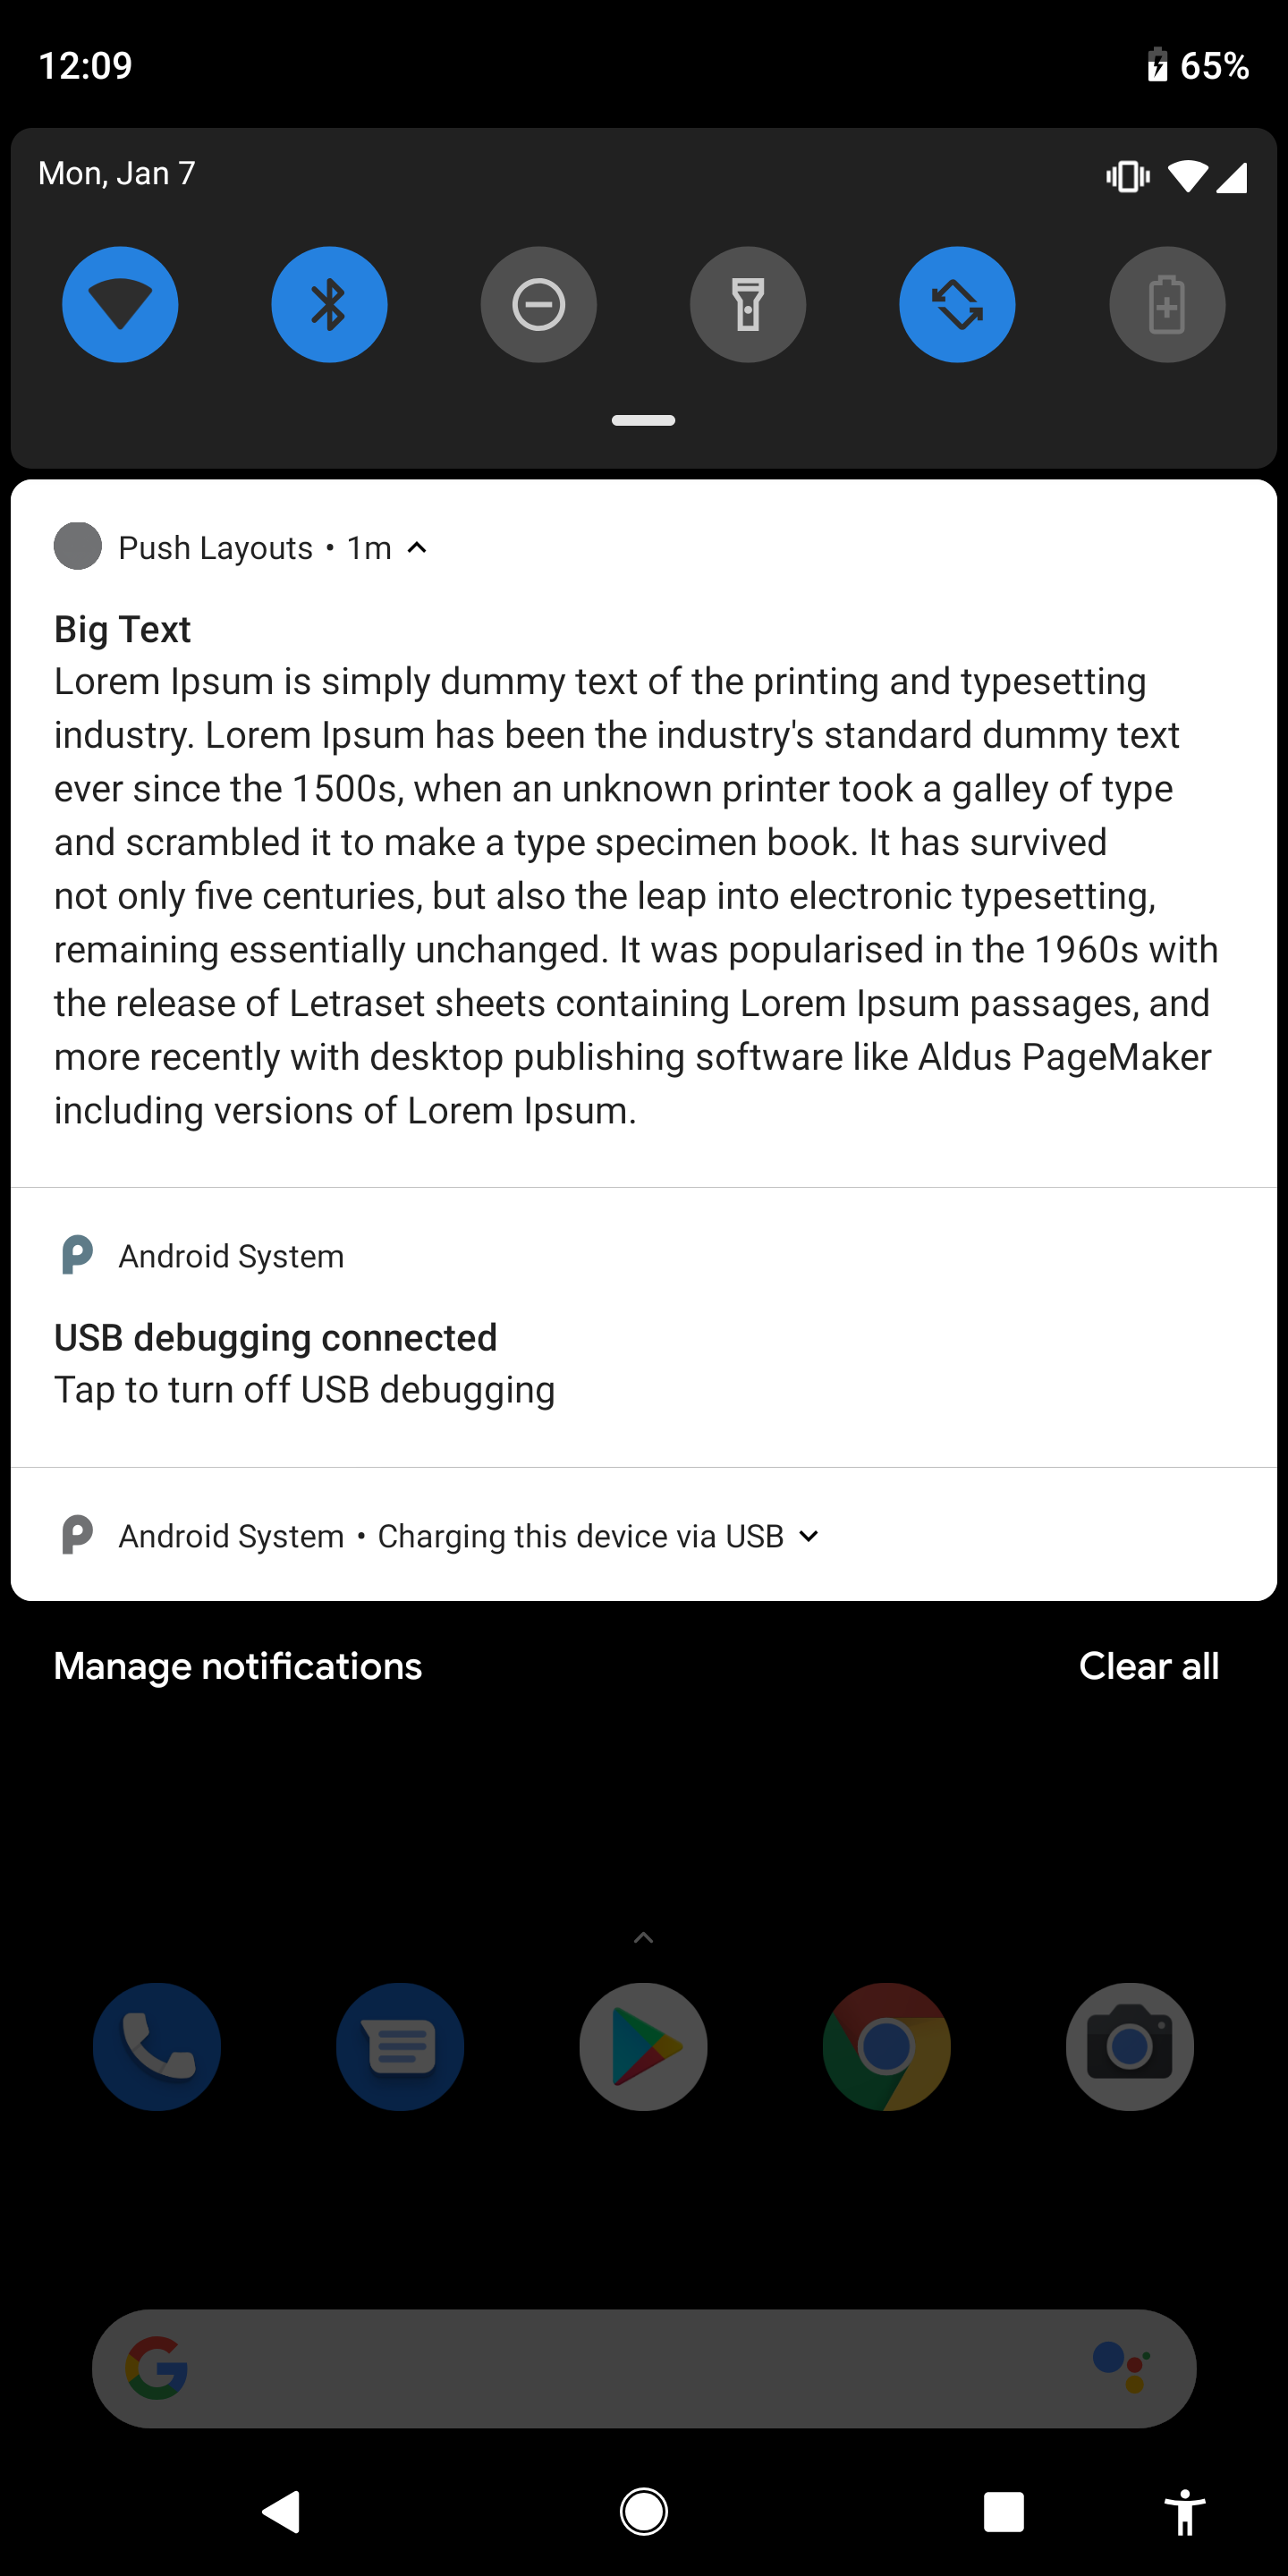 12:09
65%
Mon, Jan 7
Push Layouts • 1m
Big Text
Lorem Ipsum is simply dummy text of the printing and typesetting
industry. Lorem Ipsum has been the industry's standard dummy text
ever since the 1500s, when an unknown printer took a galley of type
and scrambled it to make a type specimen book. It has survived
not only five centuries, but also the leap into electronic typesetting,
remaining essentially unchanged. It was popularised in the 1960s with
the release of Letraset sheets containing Lorem Ipsum passages, and
more recently with desktop publishing software like Aldus PageMaker
including versions of Lorem Ipsum.
Android System
USB debugging connected
Tap to turn off USB debugging
Android System • Charging this device via USB
Manage notifications
Clear all